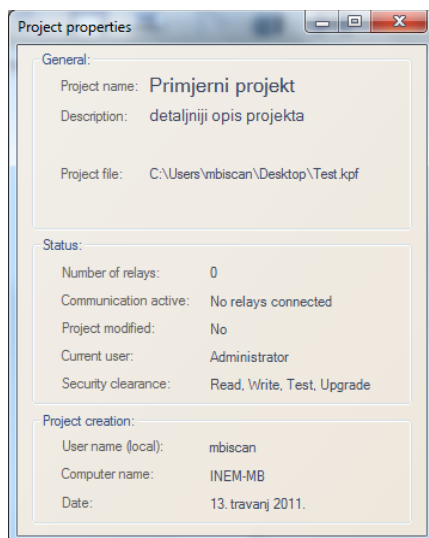 Project properties
General:
Project name: Primjerni projekt
Description: detaljniji opis projekta
Project file: C:\Users\mbiscan\Desktop\Test.kpf
Status:
Number of relays: 0
Communication active: No relays connected
Project modified: No
Current user: Administrator
Security clearance: Read, Write, Test, Upgrade
Project creation:
User name (local): mbiscan
Computer name: INEM-MB
Date: 13. travanj 2011.